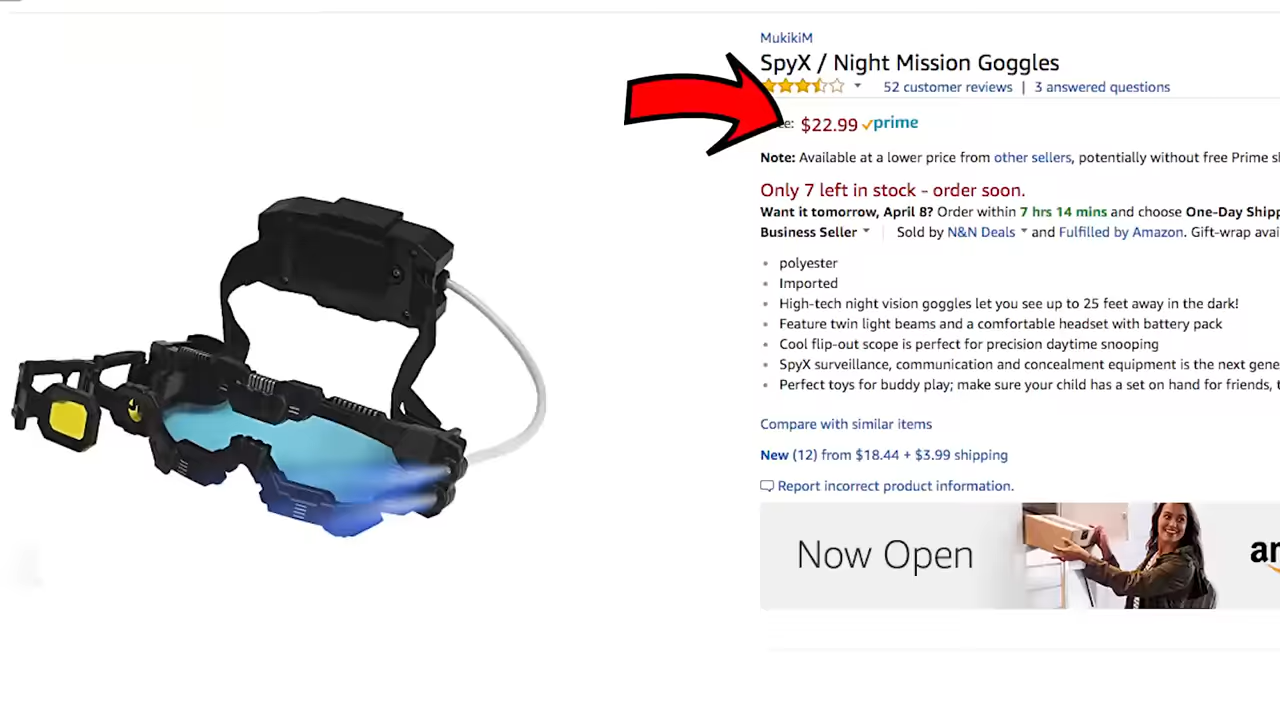 MukikiM
SpyX / Night Mission Goggles
52 customer reviews | 3 answered questions
$22.99 prime
Note: Available at a lower price from other sellers, potentially without free Prime
Only 7 left in stock - order soon.
Want it tomorrow, April 8? Order within 7 hrs 14 mins and choose One-Day
Business Seller Sold by N&N Deals and Fulfilled by Amazon. Gift-wrap
• polyester
• Imported
• High-tech night vision goggles let you see up to 25 feet away in the dark!
• Feature twin light beams and a comfortable headset with battery pack
• Cool flip-out scope is perfect for precision daytime snooping
• SpyX surveillance, communication and concealment equipment is the next
• Perfect toys for buddy play; make sure your child has a set on hand for friends,
Compare with similar items
New (12) from $18.44 + $3.99 shipping
Report incorrect product information.
Now Open